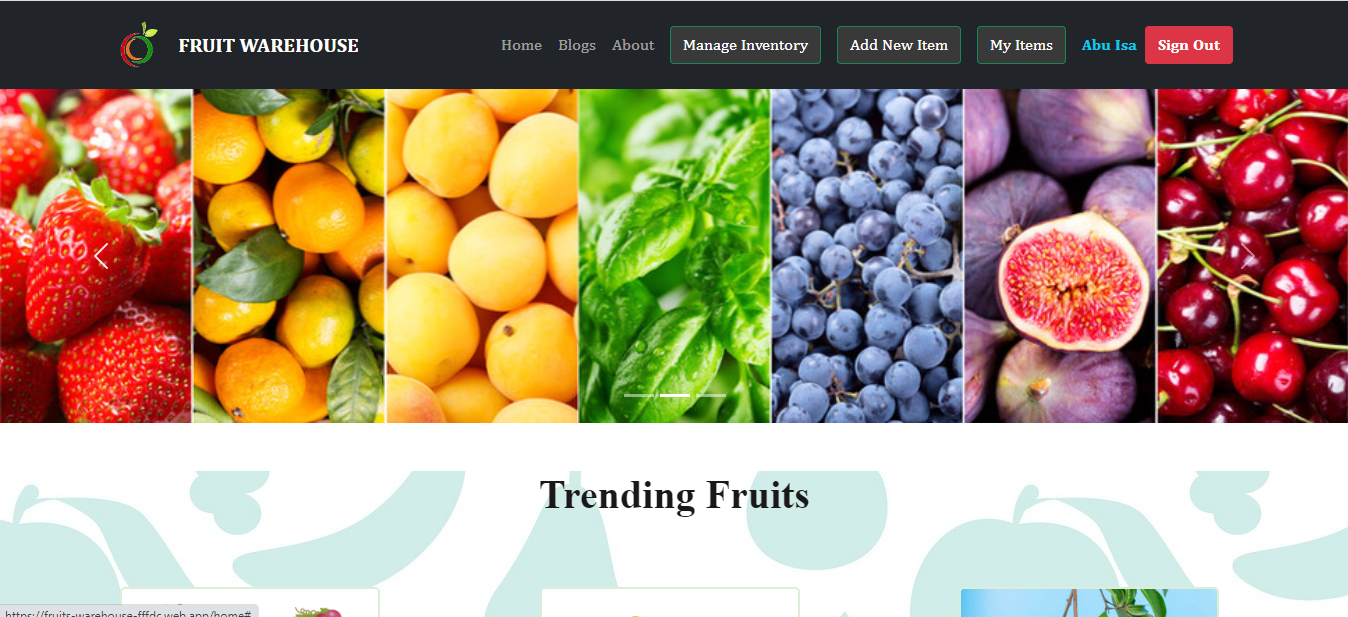 FRUIT WAREHOUSE
Home Blogs About Manage Inventory Add New Item My Items Abu Isa Sign Out
Trending Fruits
https://fruits-warehouse-fffdc.web.app/home#